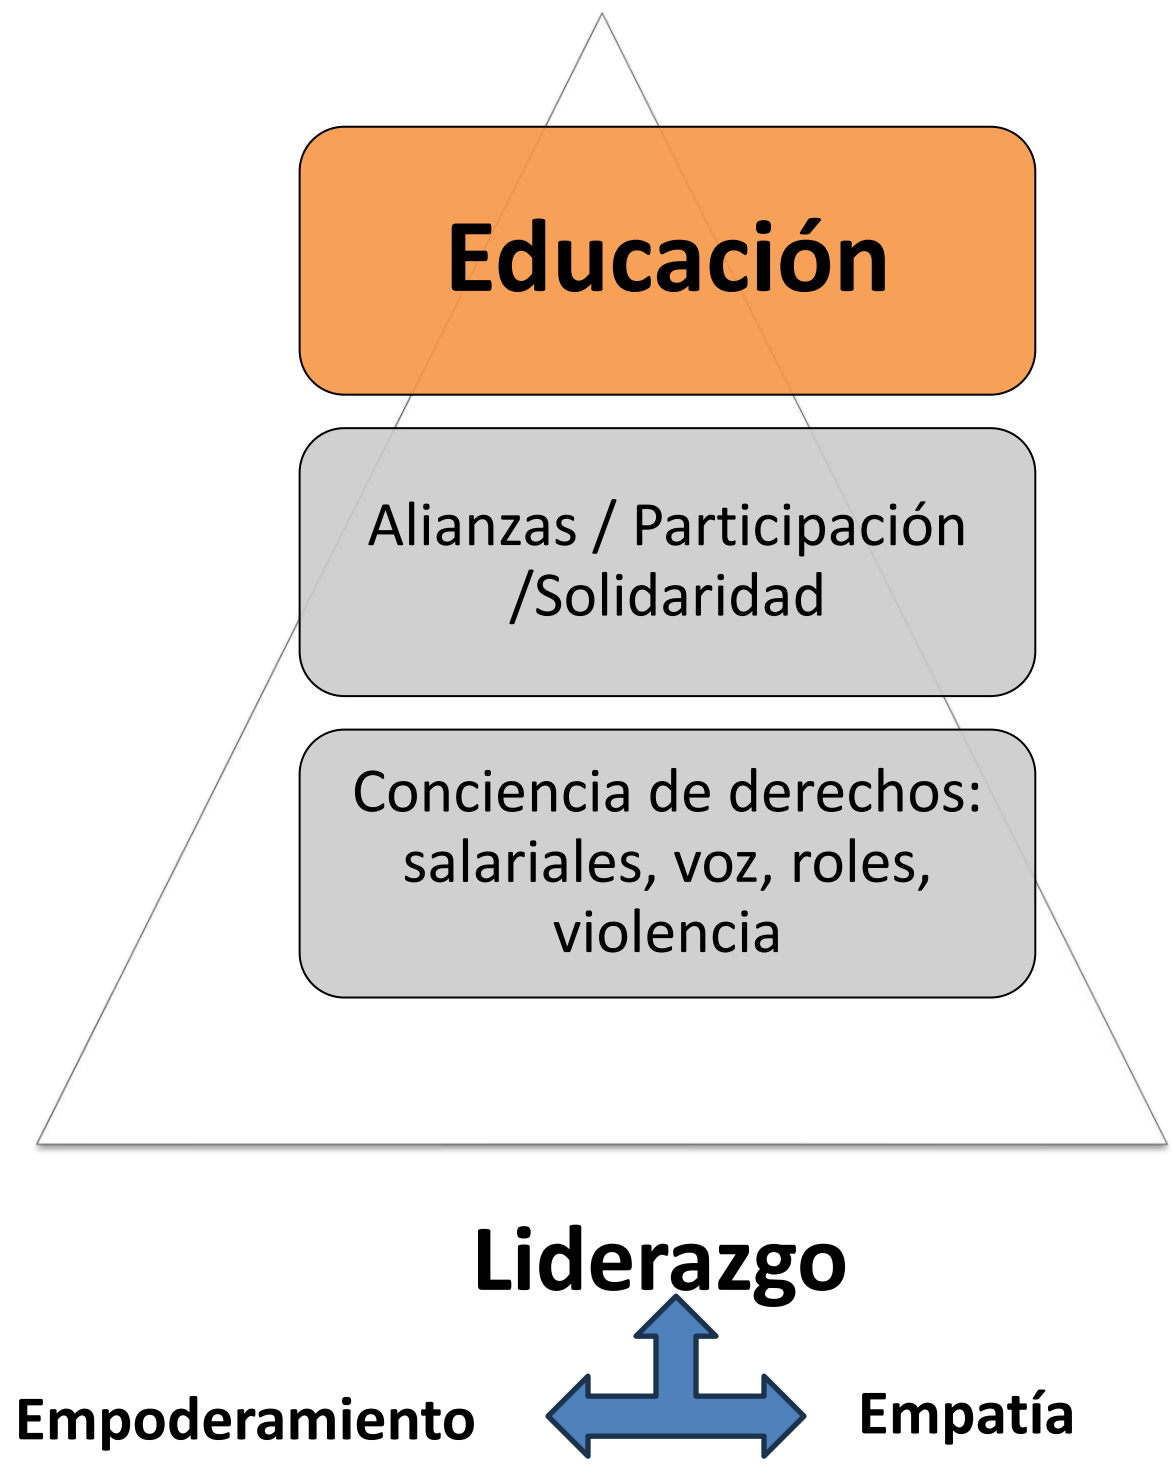 Educación
Alianzas / Participación
/Solidaridad
Conciencia de derechos:
salariales, voz, roles,
violencia
Liderazgo
Empoderamiento
Empatía